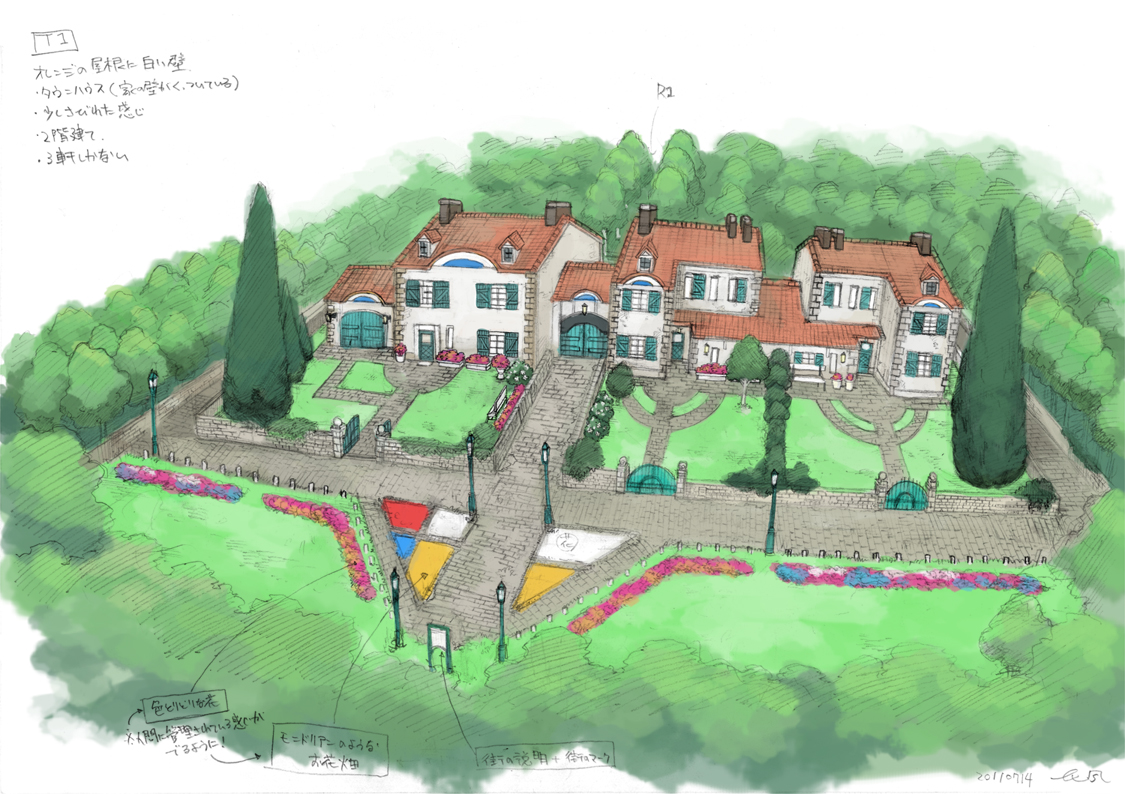 T1
オレンジの屋根に白い壁
・タウンハウス(家の壁がくっついている)
・少しさびれた感じ
・2階建て、
・3軒しかない
R1
色とりどりな花
※人間に管理されている感じが
でるように!
モンドリアンのような
お花畑
街の説明+街のマーク
2011/07/14